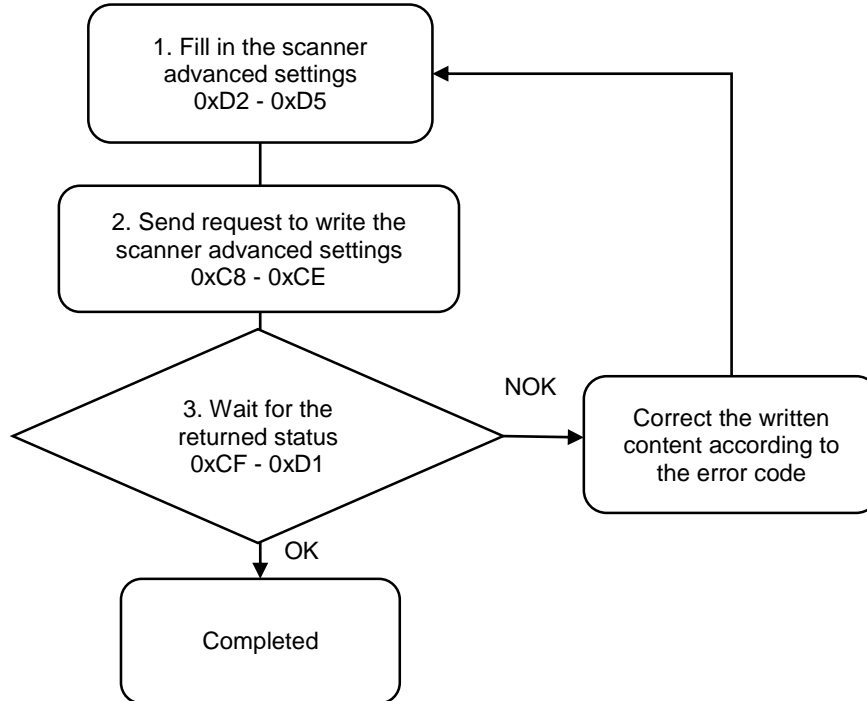 1. Fill in the scanner
advanced settings
0xD2 - 0xD5
2. Send request to write the
scanner advanced settings
0xC8 - 0xCE
3. Wait for the
returned status
0xCF - 0xD1
NOK
Correct the written
content according to
the error code
OK
Completed